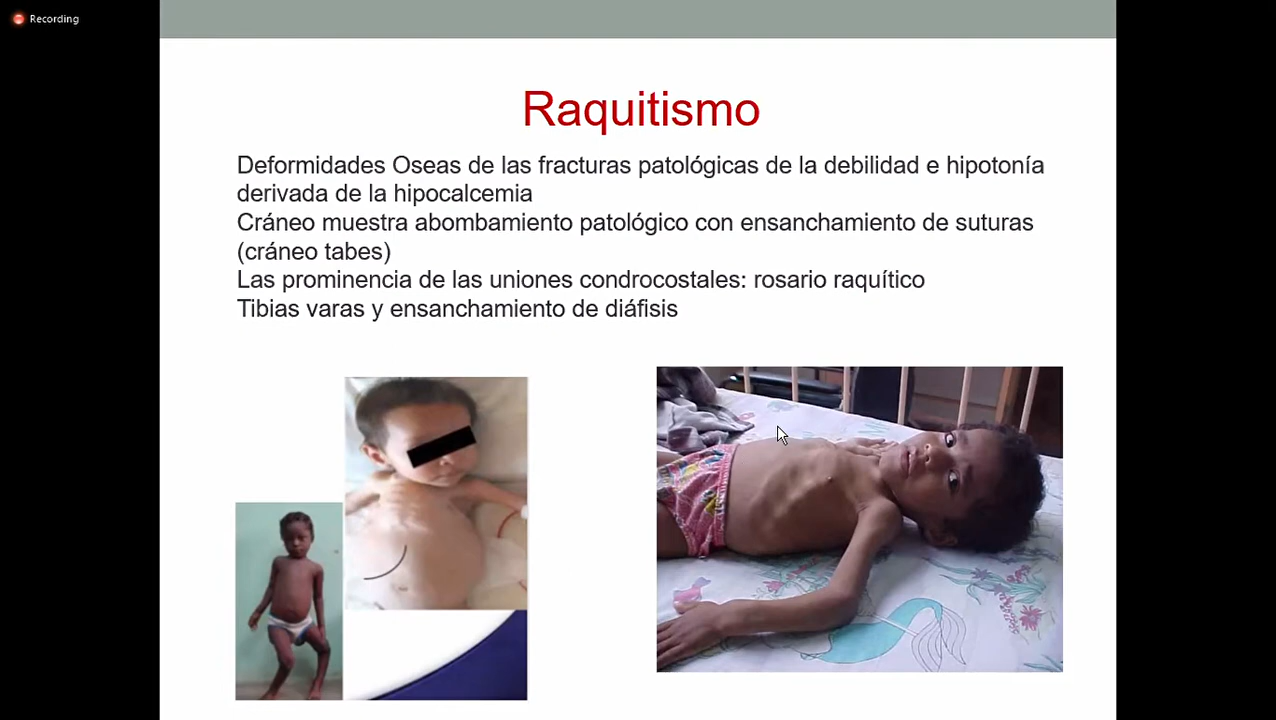 Recording
Raquitismo
Deformidades Oseas de las fracturas patológicas de la debilidad e hipotonía
derivada de la hipocalcemia
Cráneo muestra abombamiento patológico con ensanchamiento de suturas
(cráneo tabes)
Las prominencia de las uniones condrocostales: rosario raquítico
Tibias varas y ensanchamiento de diáfisis